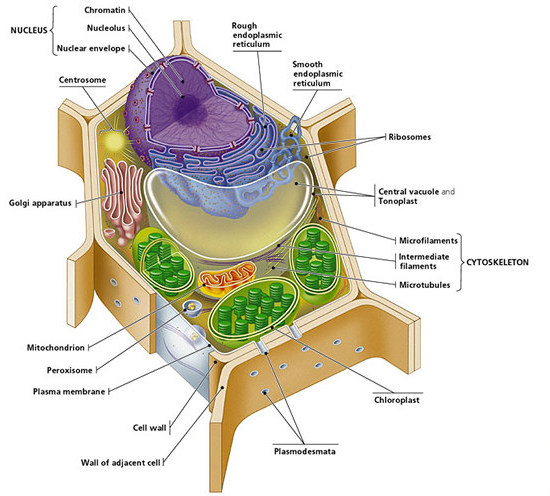 Chromatin
NUCLEUS
Nucleolus
Nuclear envelope
Centrosome
Rough
endoplasmic
reticulum
Smooth
endoplasmic
reticulum
Ribosomes
Central vacuole and
Tonoplast
Golgi apparatus
Microfilaments
Intermediate
filaments
CYTOSKELETON
Microtubules
Mitochondrion
Peroxisome
Plasma membrane
Chloroplast
Cell wall
Plasmodesmata
Wall of adjacent cell